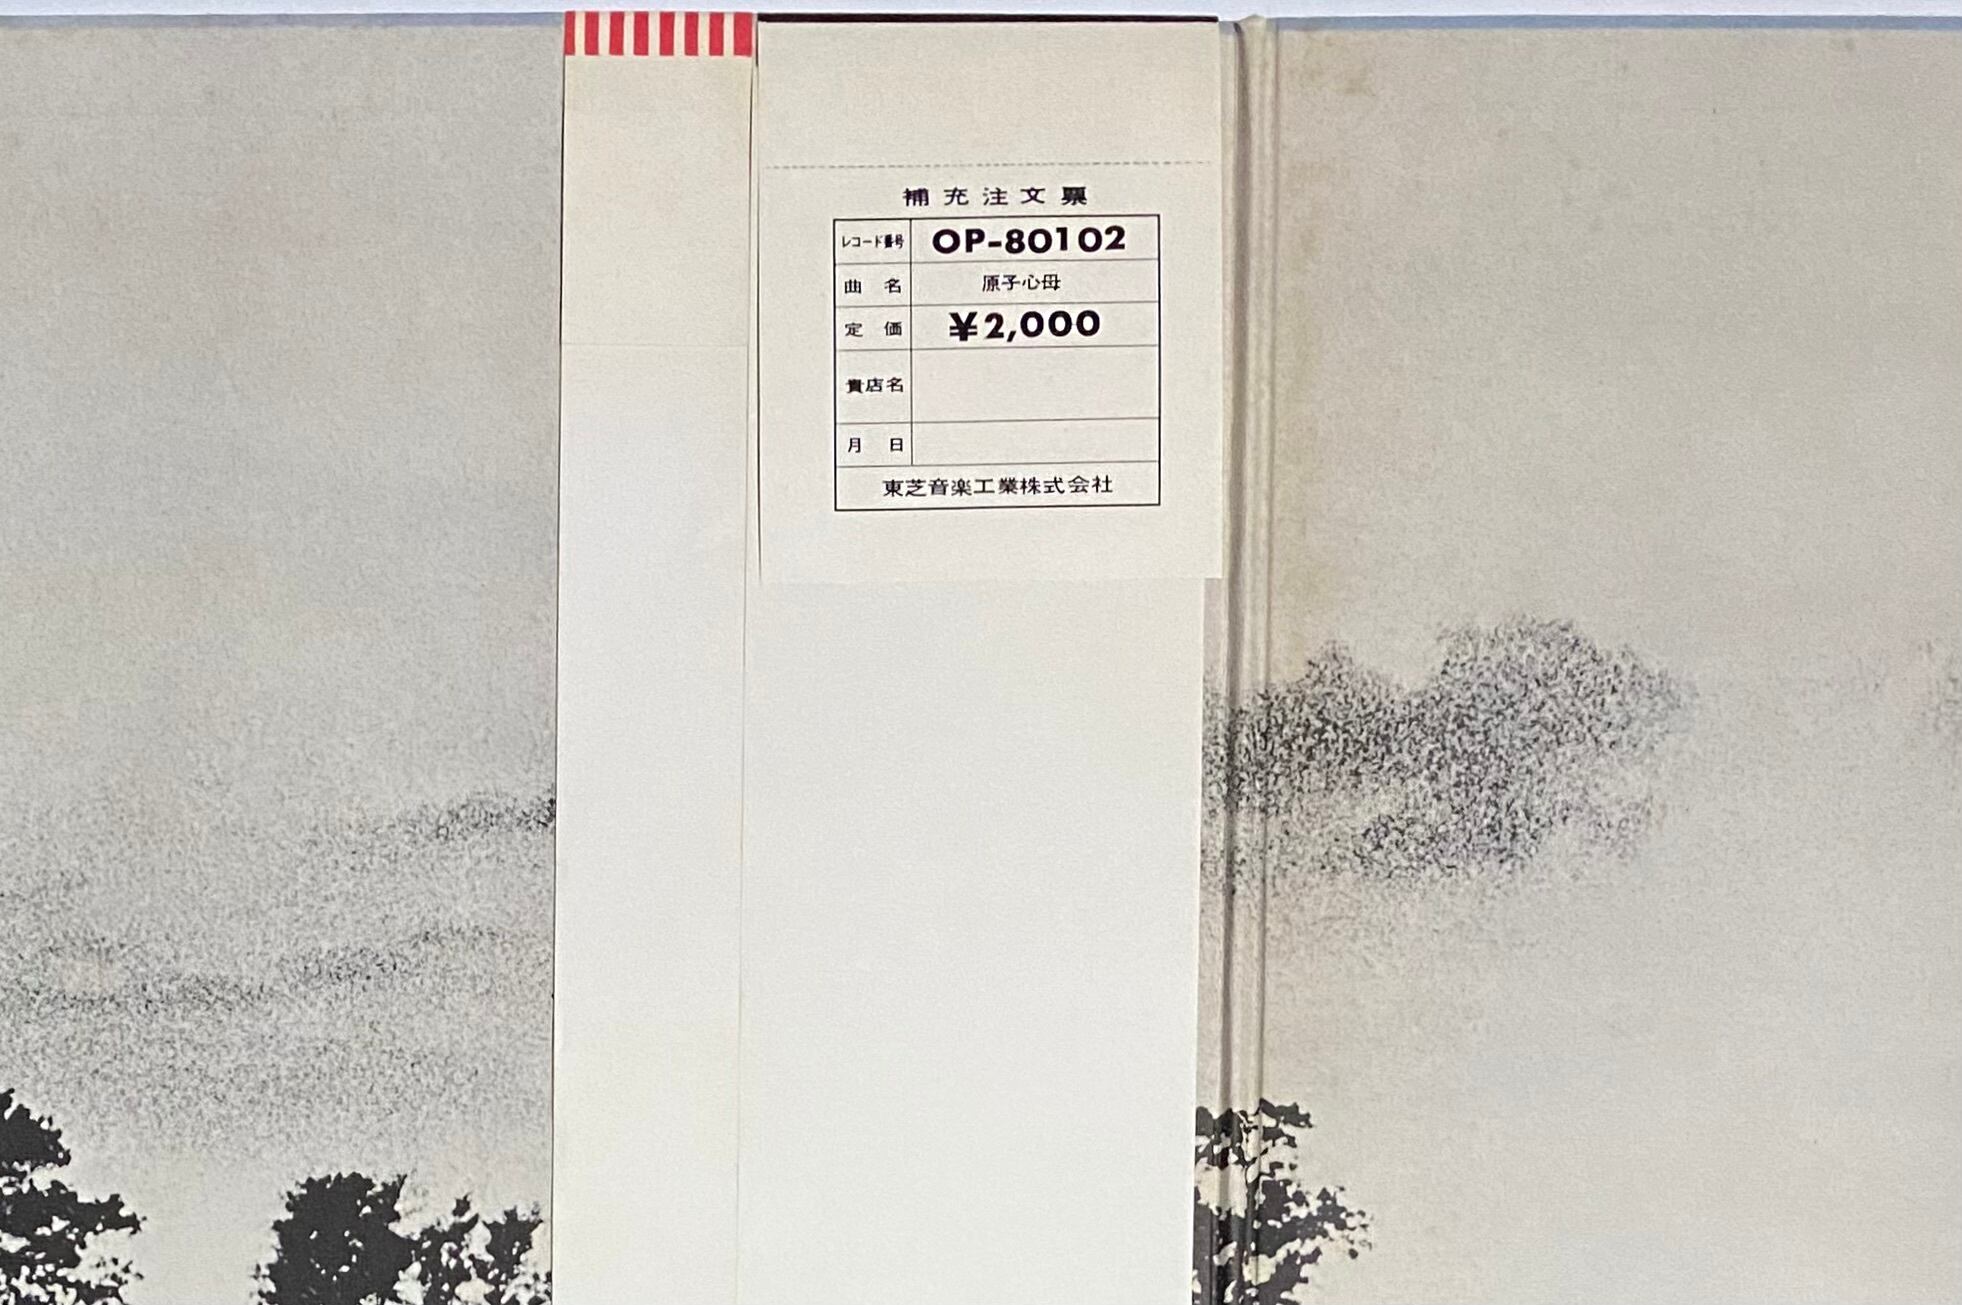 補充注文票
レコード番号 OP-80102
曲名 原子心母
定価 ¥2,000
貴店名
月日
東芝音楽工業株式会社